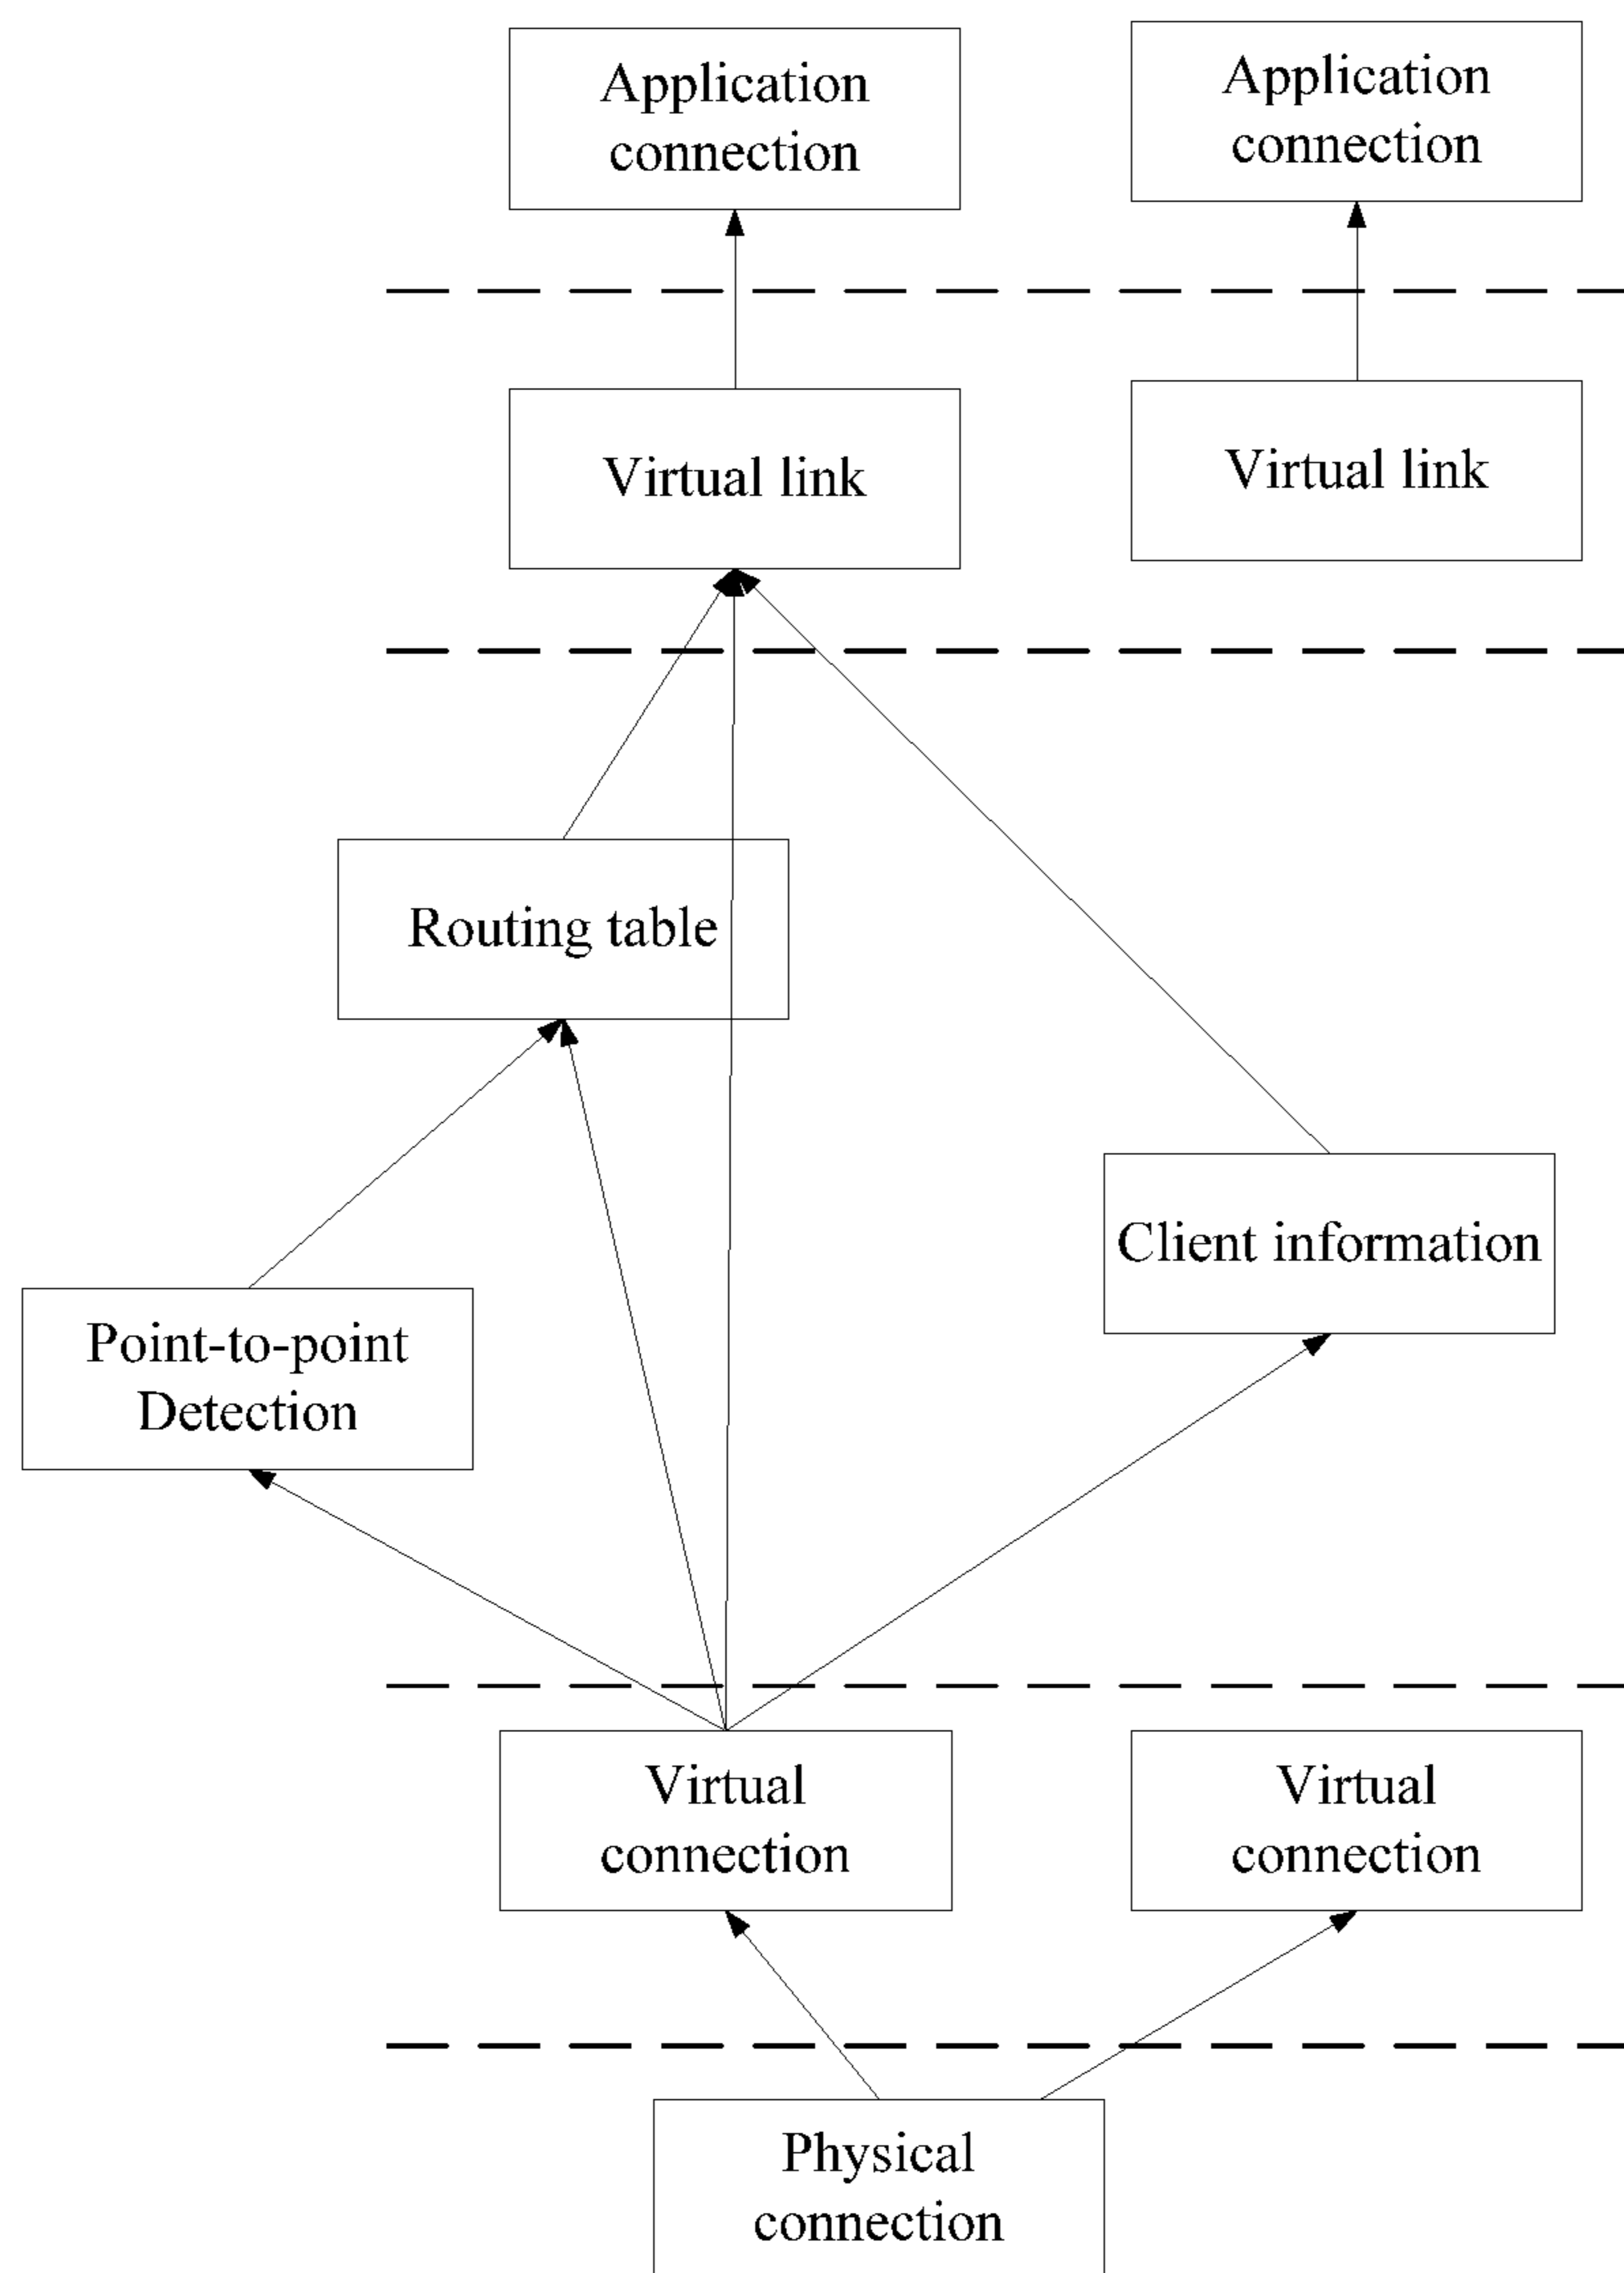 Application
connection
Application
connection
Virtual link
Virtual link
Routing table
Client information
Point-to-point
Detection
Virtual
connection
Virtual
connection
Physical
connection